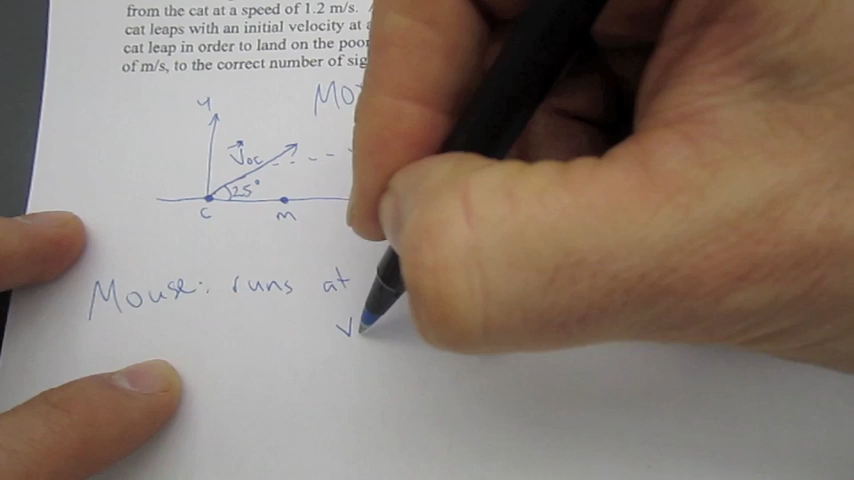 from the cat at a speed of 1.2 m/s.
cat leaps with an initial velocity at a
cat leap in order to land on the poor
of m/s, to the correct number of sig
y
Voc
25°
C m
Mouse: runs at
V